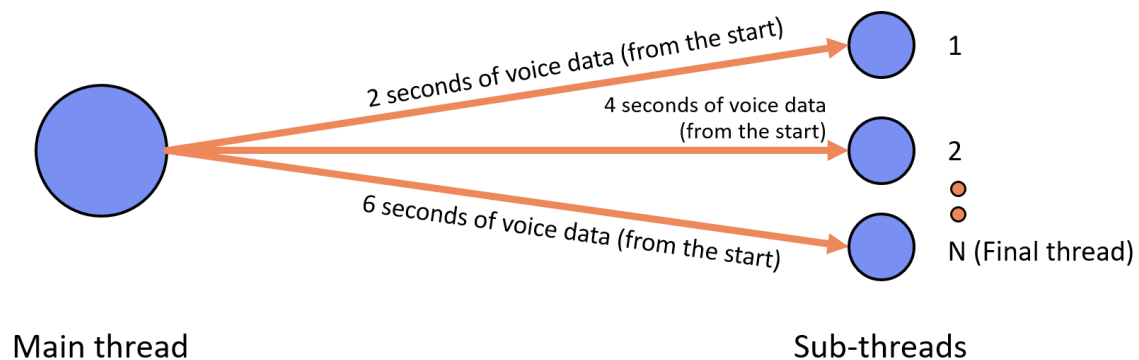 2 seconds of voice data (from the start)
1
4 seconds of voice data
(from the start)
2
6 seconds of voice data (from the start)
N (Final thread)
Main thread
Sub-threads